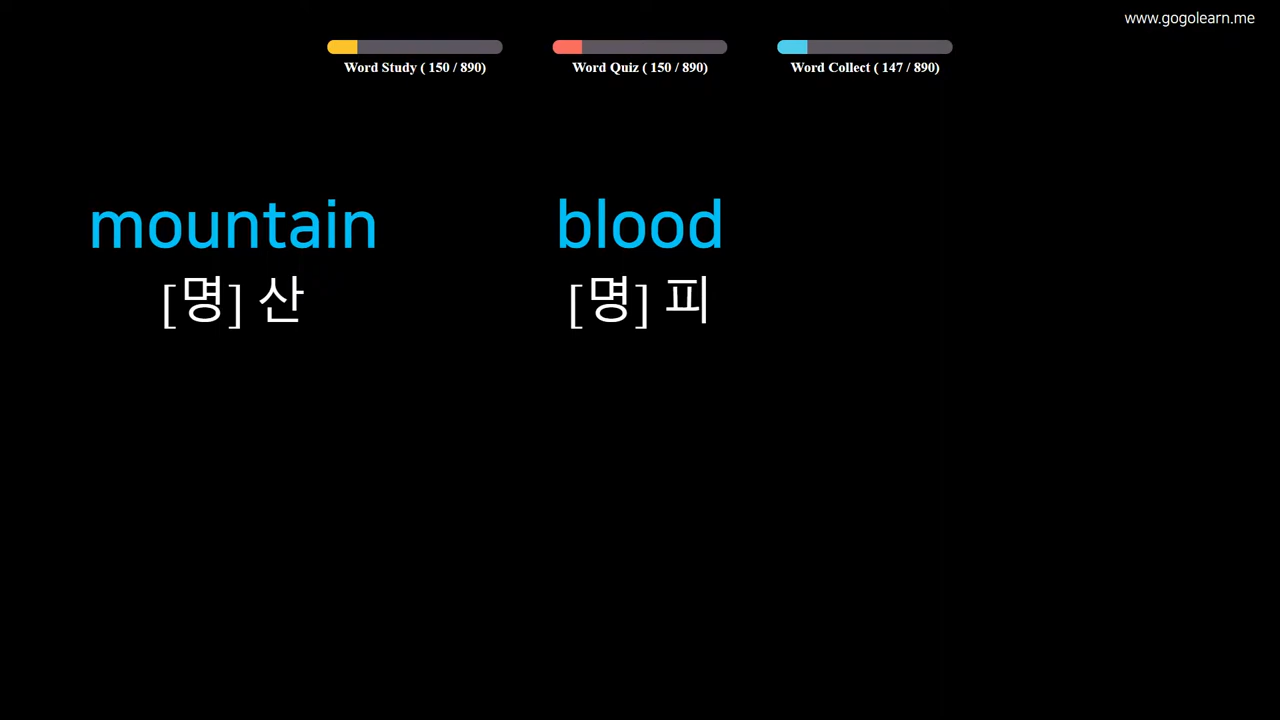 www.gogolearn.me
Word Study ( 150 / 890)
Word Quiz ( 150 / 890)
Word Collect ( 147 / 890)
mountain
[명] 산
blood
[명] 피